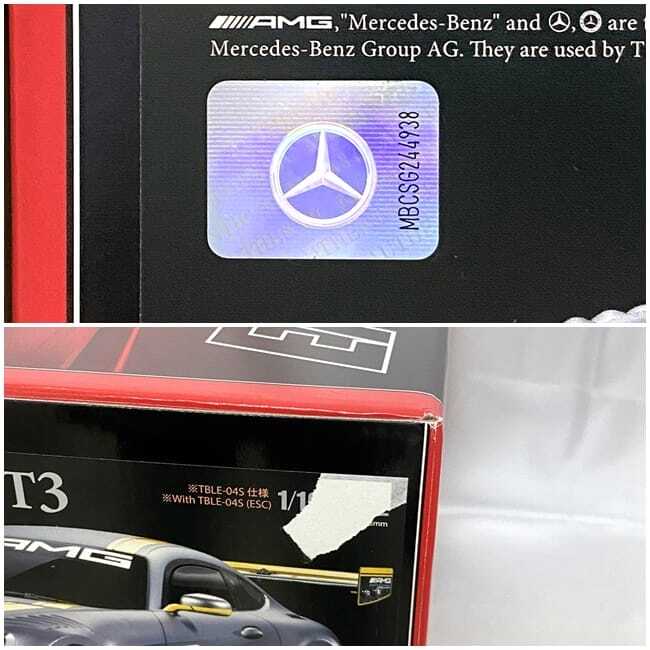 AMG, "Mercedes-Benz" and
are t
Mercedes-Benz Group AG. They are used by T
MBCSG244938
T3
※TBLE-04S 仕様
※With TBLE-04S (ESC)
1/1
mm
AMG
AMG